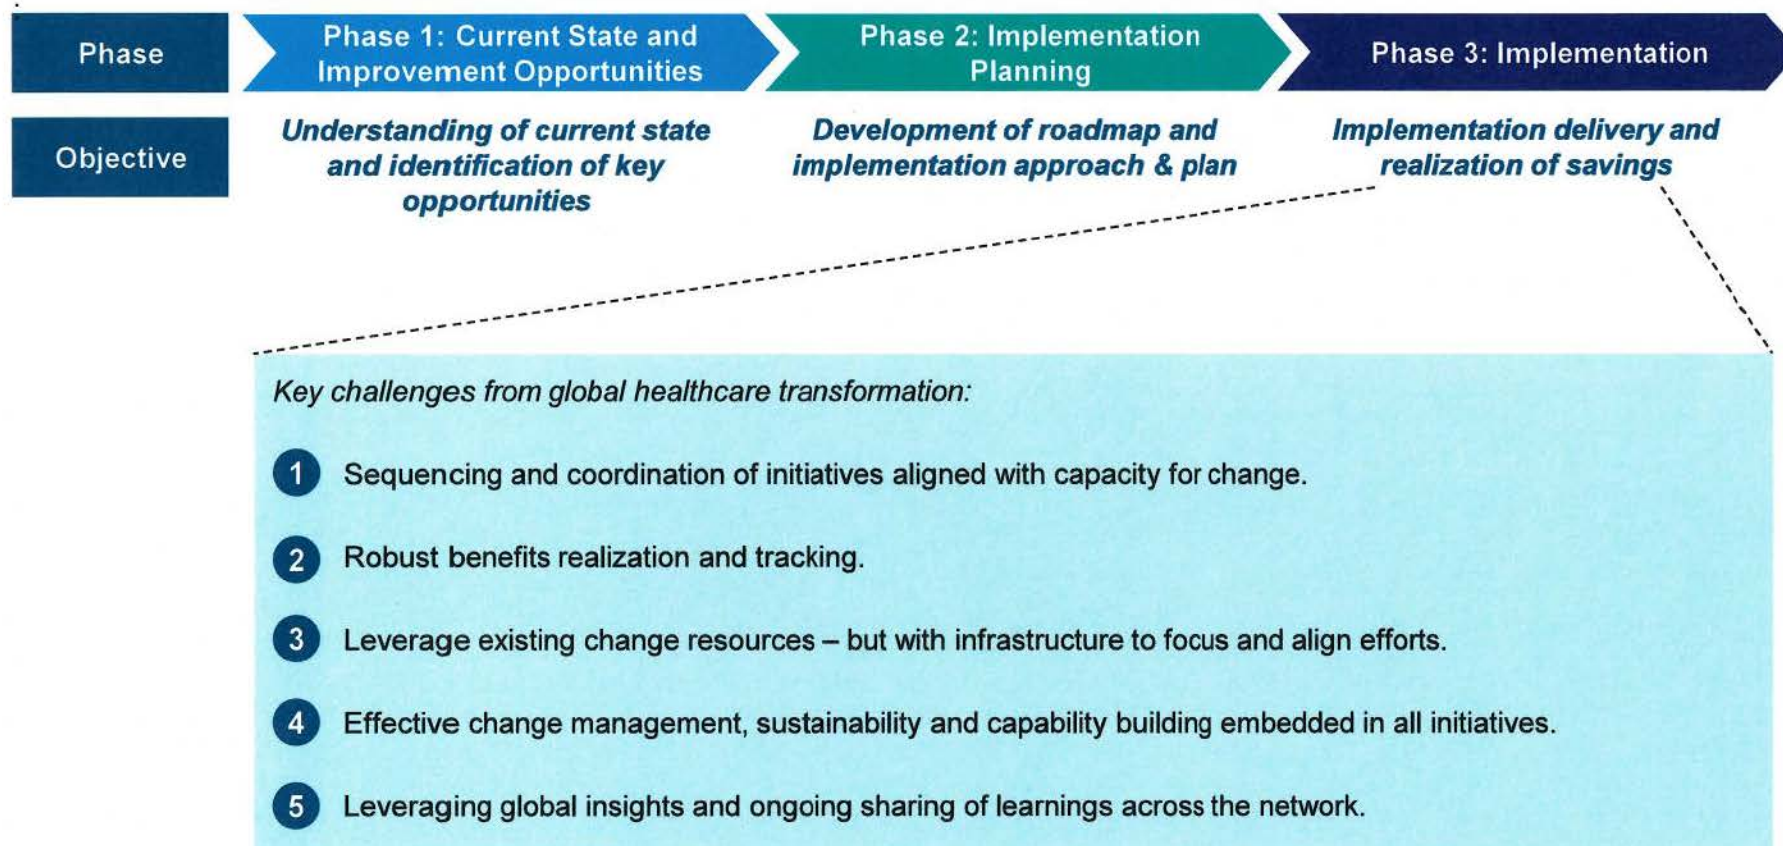 Phase
Phase 1: Current State and
Improvement Opportunities
Phase 2: Implementation
Planning
Phase 3: Implementation
Objective
Understanding of current state
and identification of key
opportunities
Development of roadmap and
implementation approach & plan
Implementation delivery and
realization of savings
Key challenges from global healthcare transformation:
1 Sequencing and coordination of initiatives aligned with capacity for change.
2 Robust benefits realization and tracking.
3 Leverage existing change resources – but with infrastructure to focus and align efforts.
4 Effective change management, sustainability and capability building embedded in all initiatives.
5 Leveraging global insights and ongoing sharing of learnings across the network.